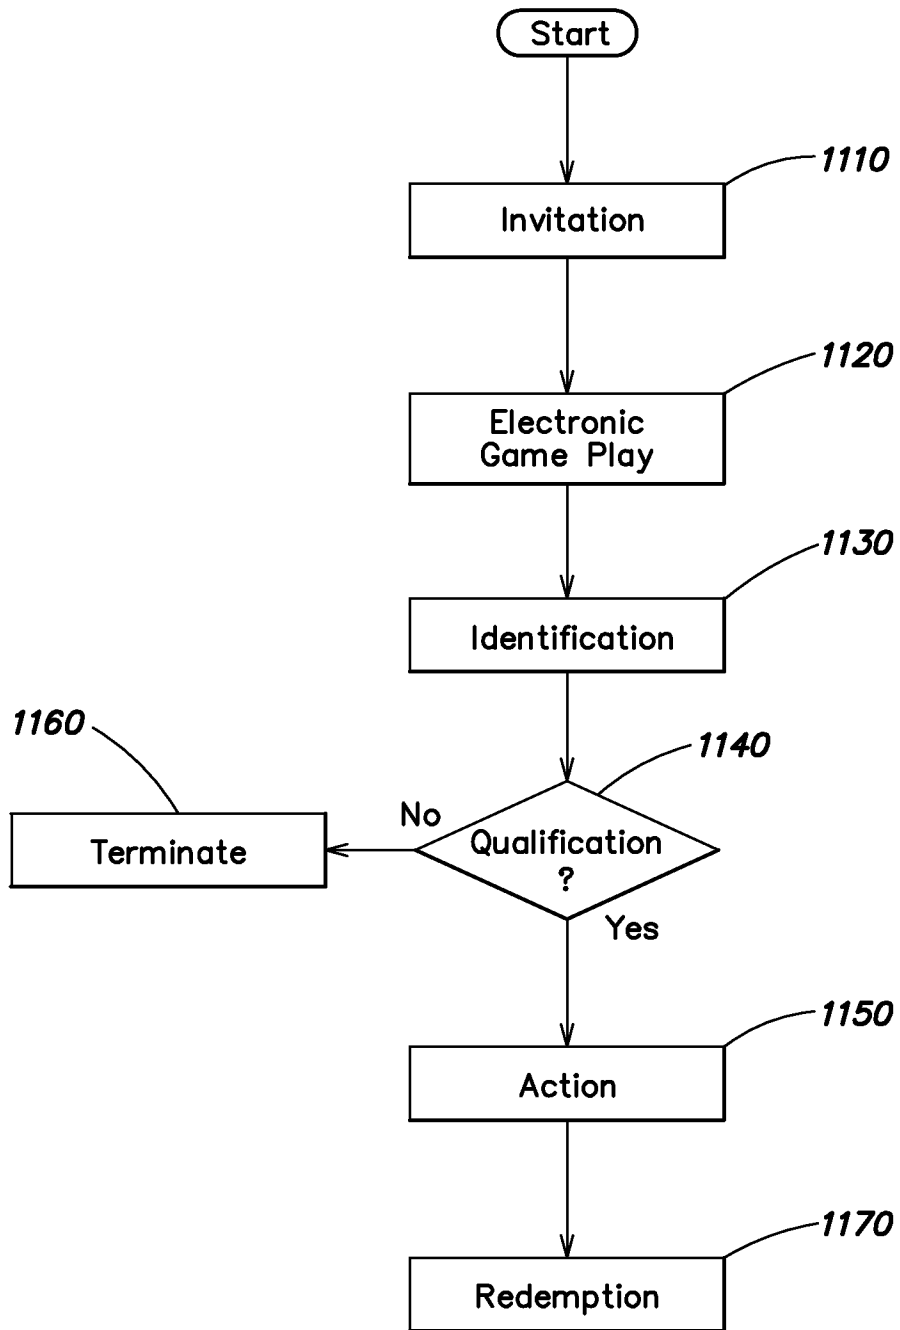 Start
1110
Invitation
1120
Electronic
Game Play
1130
Identification
1160
1140
No
Qualification
?
Terminate
Yes
1150
Action
1170
Redemption